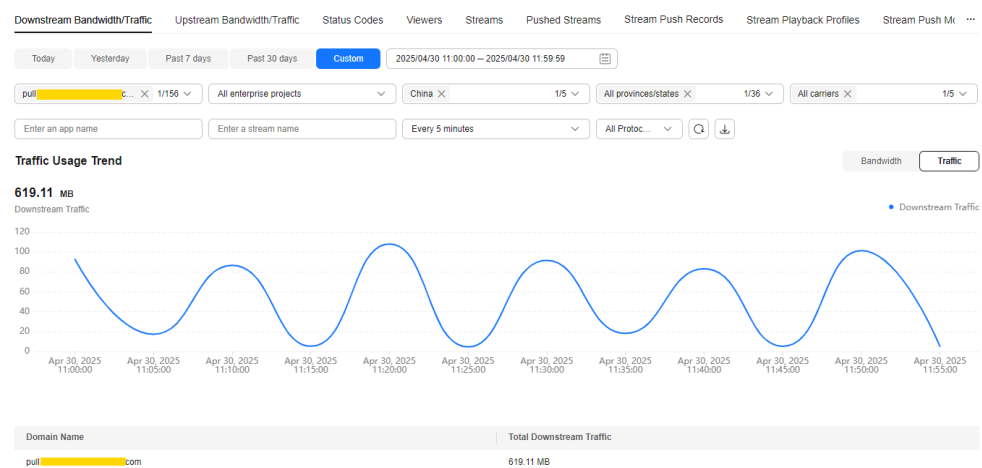 Downstream Bandwidth/Traffic Upstream Bandwidth/Traffic Status Codes Viewers Streams Pushed Streams Stream Push Records Stream Playback Profiles Stream Push Mo ...
Today Yesterday Past 7 days Past 30 days Custom 2025/04/30 11:00:00 — 2025/04/30 11:59:59
pull c... × 1/156 All enterprise projects China × 1/5 All provinces/states × 1/36 All carriers × 1/5
Enter an app name Enter a stream name Every 5 minutes All Protoc...
Traffic Usage Trend Bandwidth Traffic
619.11 MB
Downstream Traffic
Downstream Traffic
120
100
80
60
40
20
0
Apr 30, 2025 11:00:00
Apr 30, 2025 11:05:00
Apr 30, 2025 11:10:00
Apr 30, 2025 11:15:00
Apr 30, 2025 11:20:00
Apr 30, 2025 11:25:00
Apr 30, 2025 11:30:00
Apr 30, 2025 11:35:00
Apr 30, 2025 11:40:00
Apr 30, 2025 11:45:00
Apr 30, 2025 11:50:00
Apr 30, 2025 11:55:00
Domain Name Total Downstream Traffic
pull com 619.11 MB